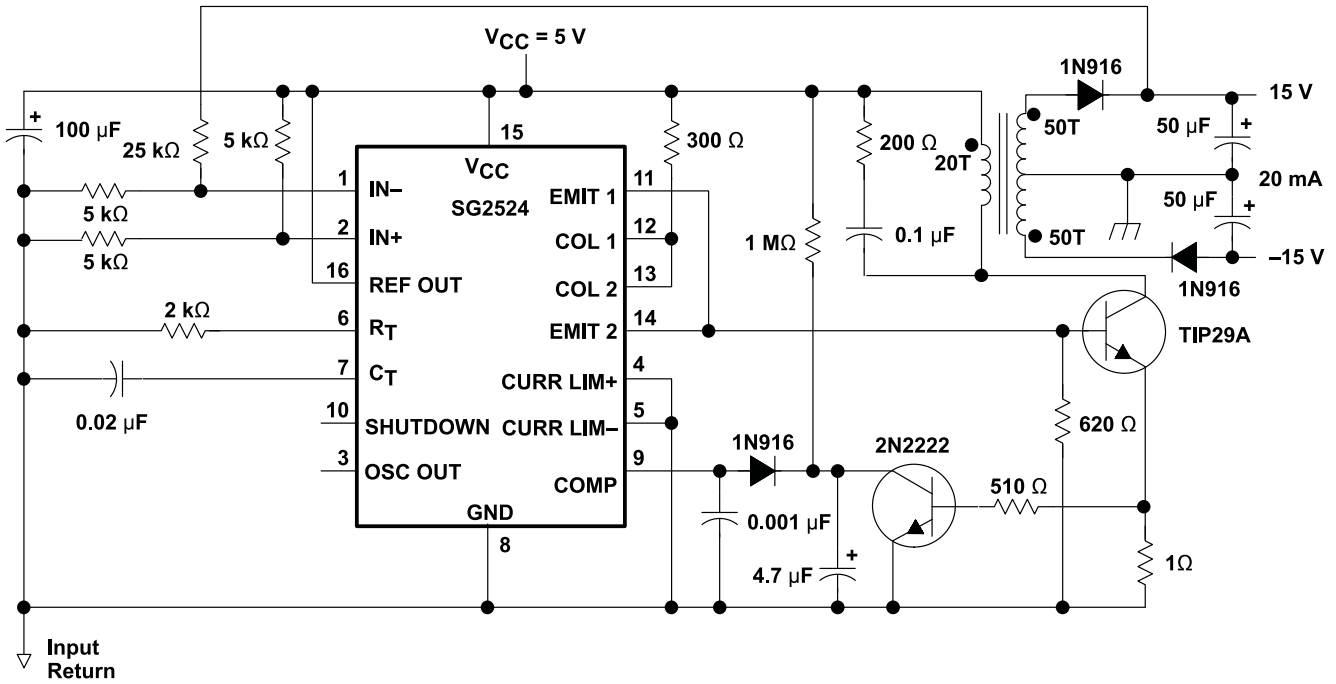 VCC = 5 V
1N916
15 V
+
100 µF
25 kΩ
5 kΩ
15
VCC
SG2524
300 Ω
200 Ω
20T
50T
50 µF
+
20 mA
5 kΩ
1
IN–
EMIT 1
11
5 kΩ
2
IN+
COL 1
12
1 MΩ
0.1 µF
50T
50 µF
+
–15 V
16
REF OUT
COL 2
13
1N916
2 kΩ
6
RT
EMIT 2
14
TIP29A
0.02 µF
7
CT
CURR LIM+
4
10
SHUTDOWN
CURR LIM–
5
620 Ω
3
OSC OUT
COMP
9
1N916
2N2222
510 Ω
GND
8
0.001 µF
4.7 µF
+
1Ω
Input
Return